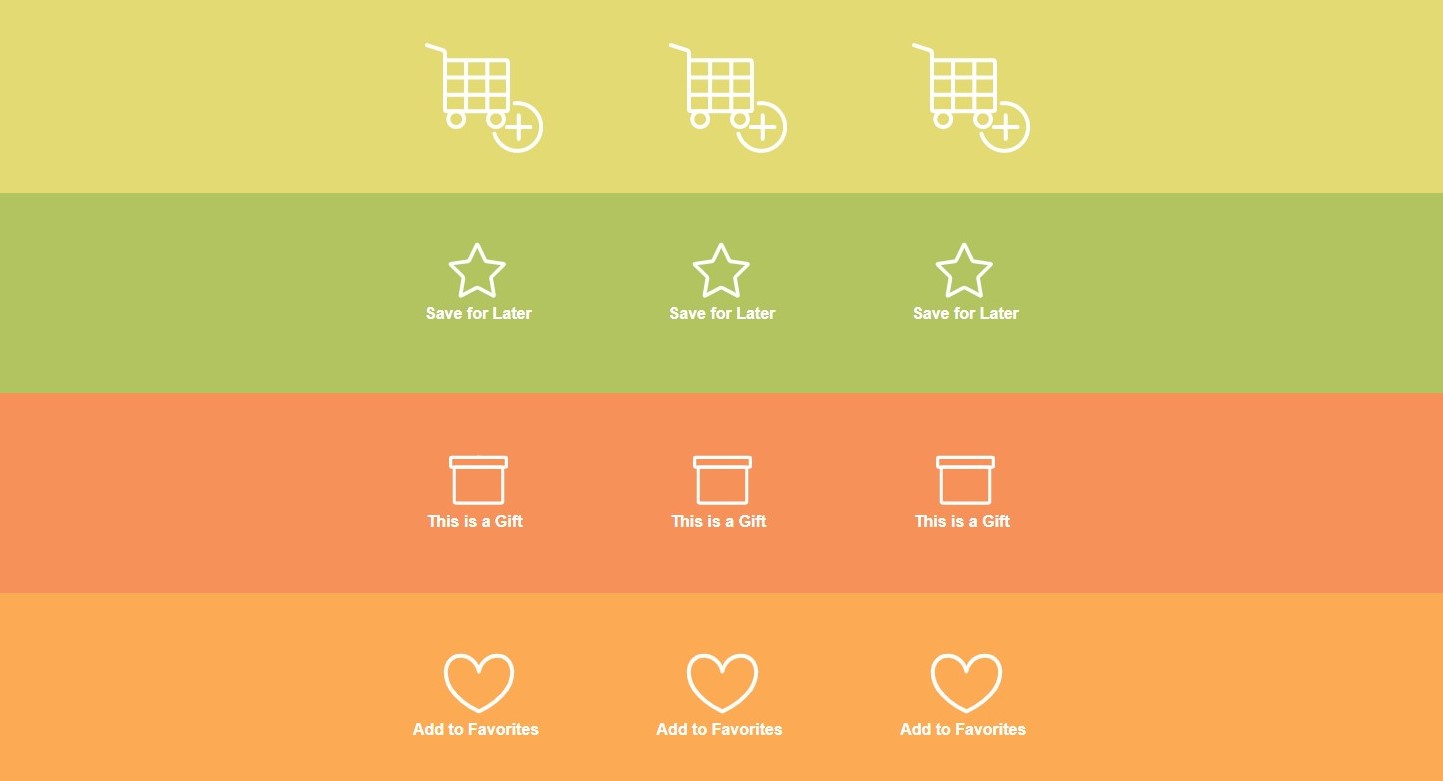 Save for Later Save for Later Save for Later
This is a Gift This is a Gift This is a Gift
Add to Favorites Add to Favorites Add to Favorites